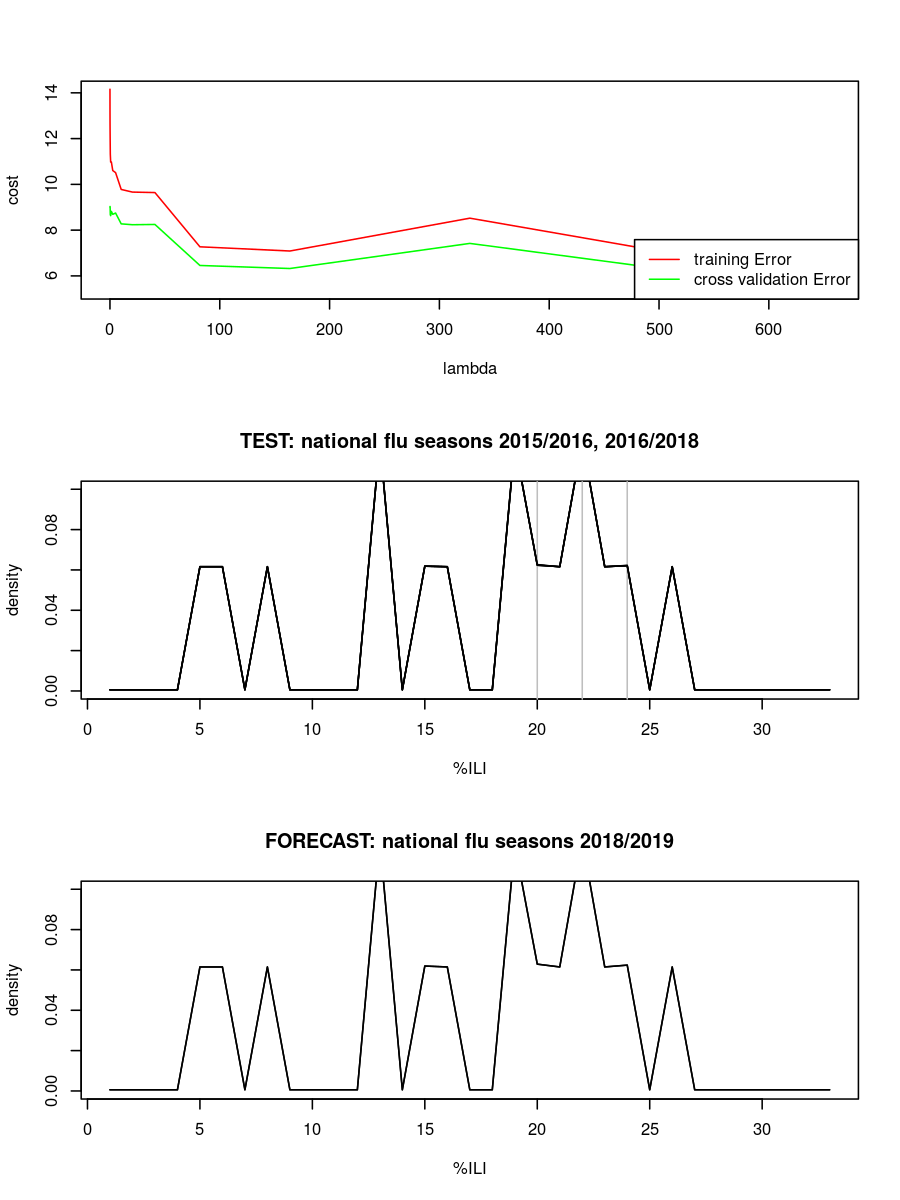 14
12
10
8
6
cost
training Error
cross validation Error
0 100 200 300 400 500 600
lambda
TEST: national flu seasons 2015/2016, 2016/2018
0.08
0.04
0.00
density
0 5 10 15 20 25 30
%ILI
FORECAST: national flu seasons 2018/2019
0.08
0.04
0.00
density
0 5 10 15 20 25 30
%ILI